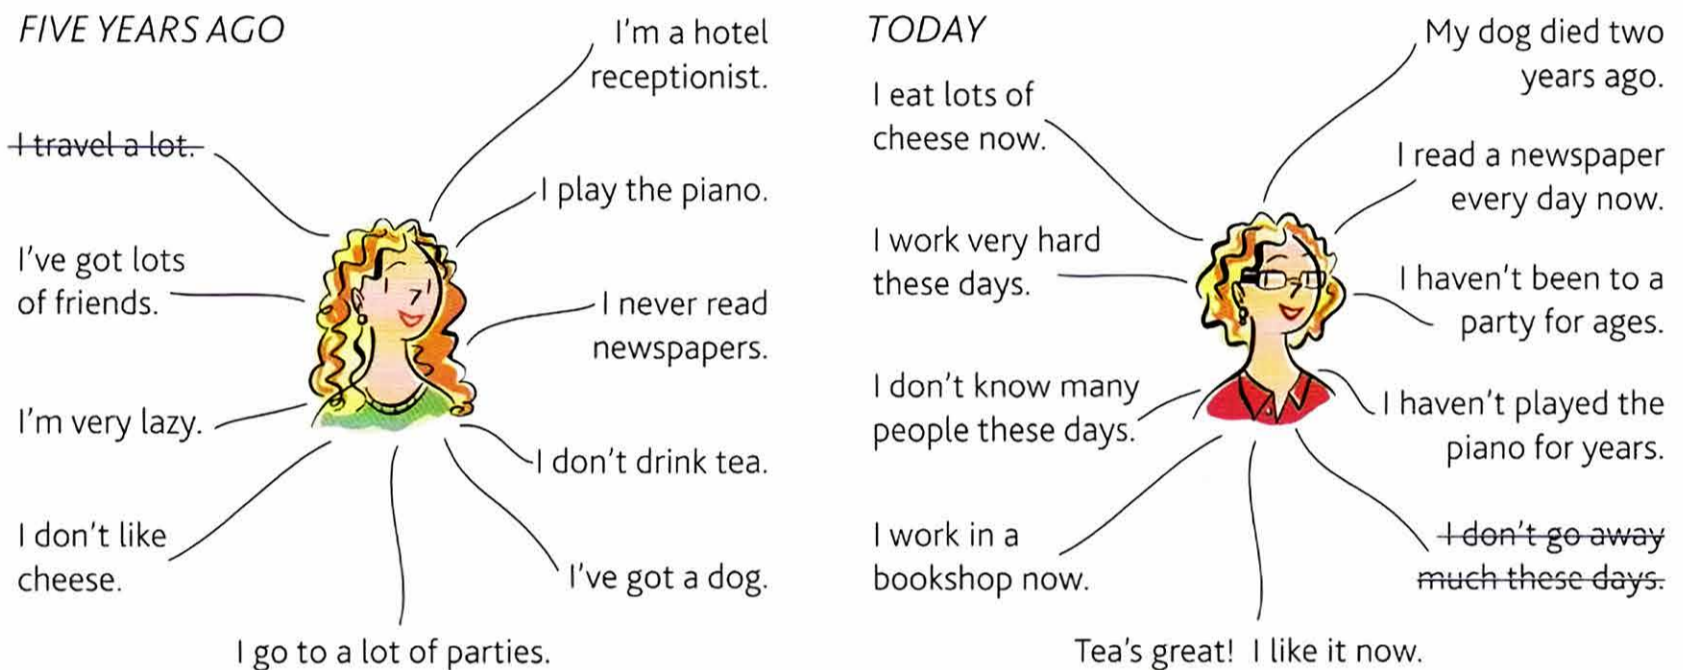 FIVE YEARS AGO
I'm a hotel
receptionist.
I travel a lot.
I play the piano.
I've got lots
of friends.
I never read
newspapers.
I'm very lazy.
I don't drink tea.
I don't like
cheese.
I've got a dog.
I go to a lot of parties.
TODAY
My dog died two
years ago.
I eat lots of
cheese now.
I read a newspaper
every day now.
I work very hard
these days.
I haven't been to a
party for ages.
I don't know many
people these days.
I haven't played the
piano for years.
I work in a
bookshop now.
I don't go away
much these days.
Tea's great! I like it now.